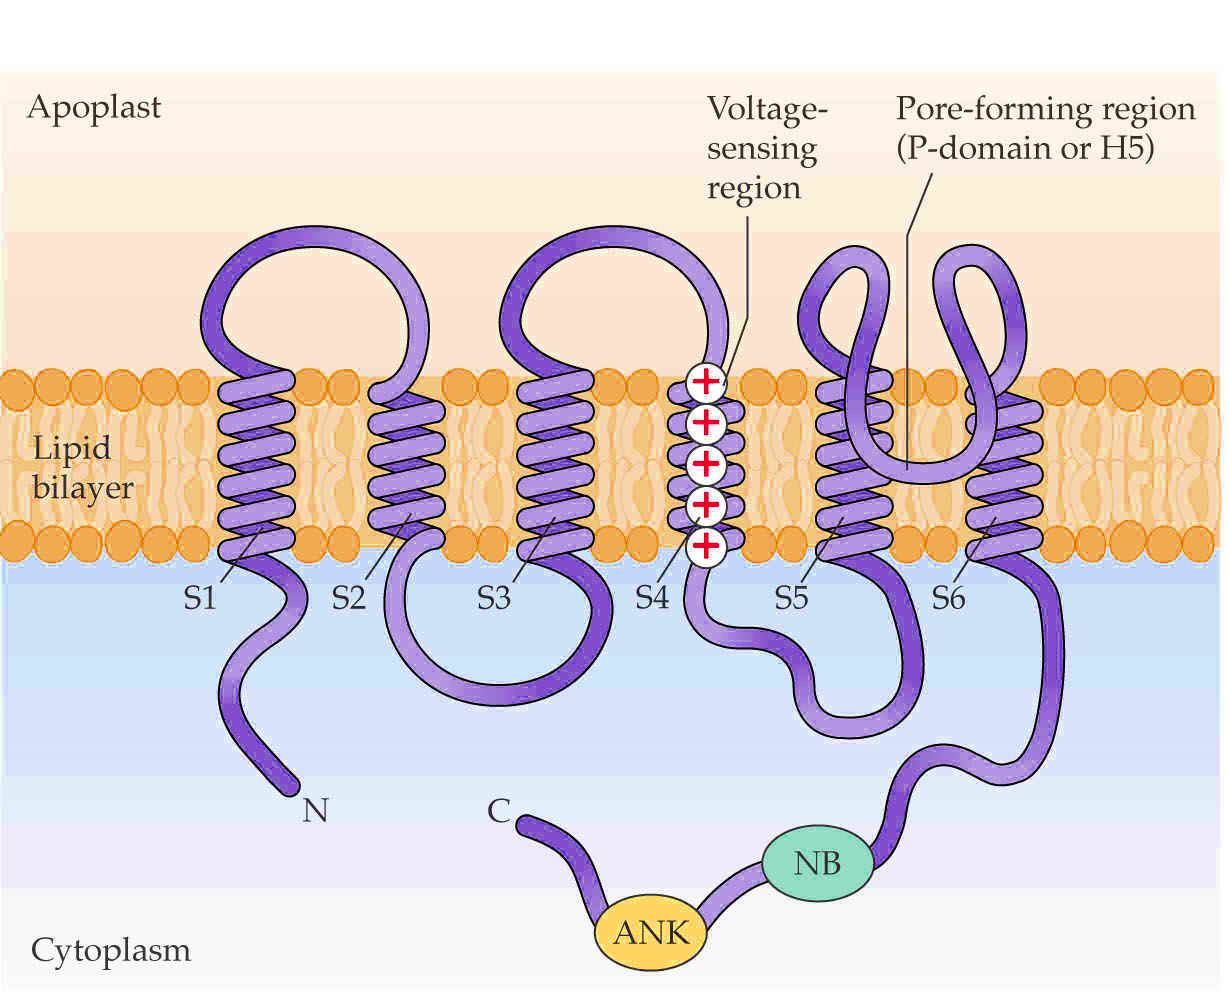 Apoplast
Voltage-
sensing
region
Pore-forming region
(P-domain or H5)
+
+
+
+
+
Lipid
bilayer
S1
S2
S3
S4
S5
S6
N
C
NB
ANK
Cytoplasm